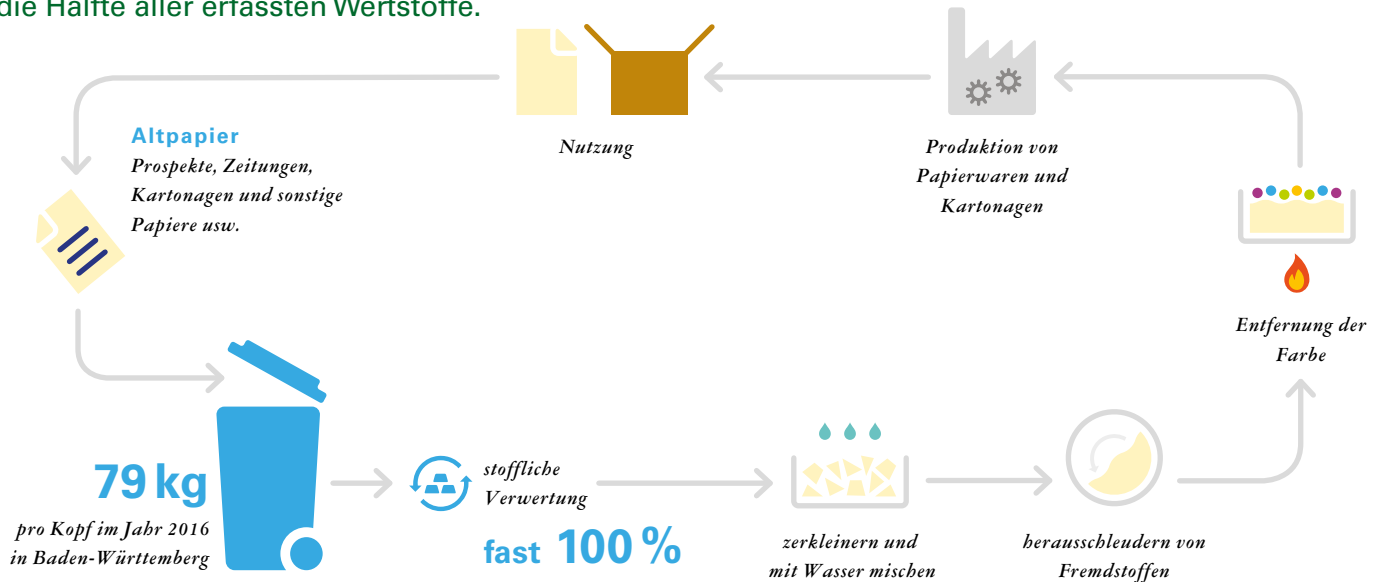 die Hälfte aller erfassten Wertstoffe.
Altpapier
Prospekte, Zeitungen,
Kartonagen und sonstige
Papiere usw.
Nutzung
Produktion von
Papierwaren und
Kartonagen
Entfernung der
Farbe
79 kg
pro Kopf im Jahr 2016
in Baden-Württemberg
stoffliche
Verwertung
fast 100 %
zerkleinern und
mit Wasser mischen
herausschleudern von
Fremdstoffen